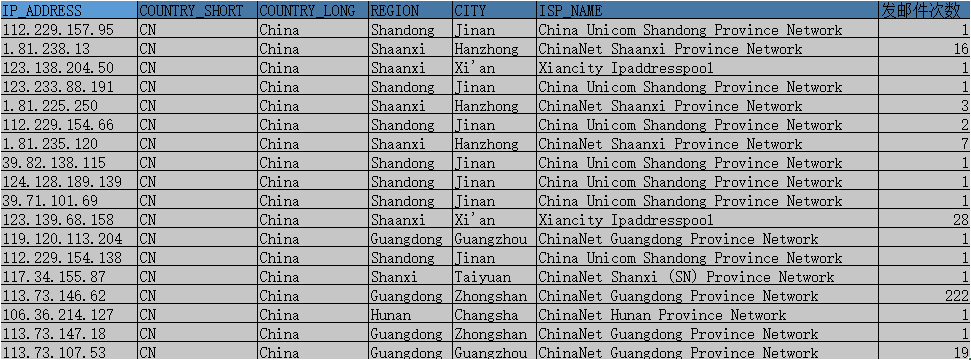 IP_ADDRESS COUNTRY_SHORT COUNTRY_LONG REGION CITY ISP_NAME 发邮件次数
112.229.157.95 CN China Shandong Jinan China Unicom Shandong Province Network 1
1.81.238.13 CN China Shaanxi Hanzhong ChinaNet Shaanxi Province Network 16
123.138.204.50 CN China Shaanxi Xi'an Xiancity Ipaddresspool 1
123.233.88.191 CN China Shandong Jinan China Unicom Shandong Province Network 1
1.81.225.250 CN China Shaanxi Hanzhong ChinaNet Shaanxi Province Network 3
112.229.154.66 CN China Shandong Jinan China Unicom Shandong Province Network 2
1.81.235.120 CN China Shaanxi Hanzhong ChinaNet Shaanxi Province Network 7
39.82.138.115 CN China Shandong Jinan China Unicom Shandong Province Network 1
124.128.189.139 CN China Shandong Jinan China Unicom Shandong Province Network 1
39.71.101.69 CN China Shandong Jinan China Unicom Shandong Province Network 1
123.139.68.158 CN China Shaanxi Xi'an Xiancity Ipaddresspool 28
119.120.113.204 CN China Guangdong Guangzhou ChinaNet Guangdong Province Network 1
112.229.154.138 CN China Shandong Jinan China Unicom Shandong Province Network 1
117.34.155.87 CN China Shanxi Taiyuan ChinaNet Shanxi (SN) Province Network 1
113.73.146.62 CN China Guangdong Zhongshan ChinaNet Guangdong Province Network 222
106.36.214.127 CN China Hunan Changsha ChinaNet Hunan Province Network 1
113.73.147.18 CN China Guangdong Zhongshan ChinaNet Guangdong Province Network 1
113.73.107.53 CN China Guangdong Guangzhou ChinaNet Guangdong Province Network 19